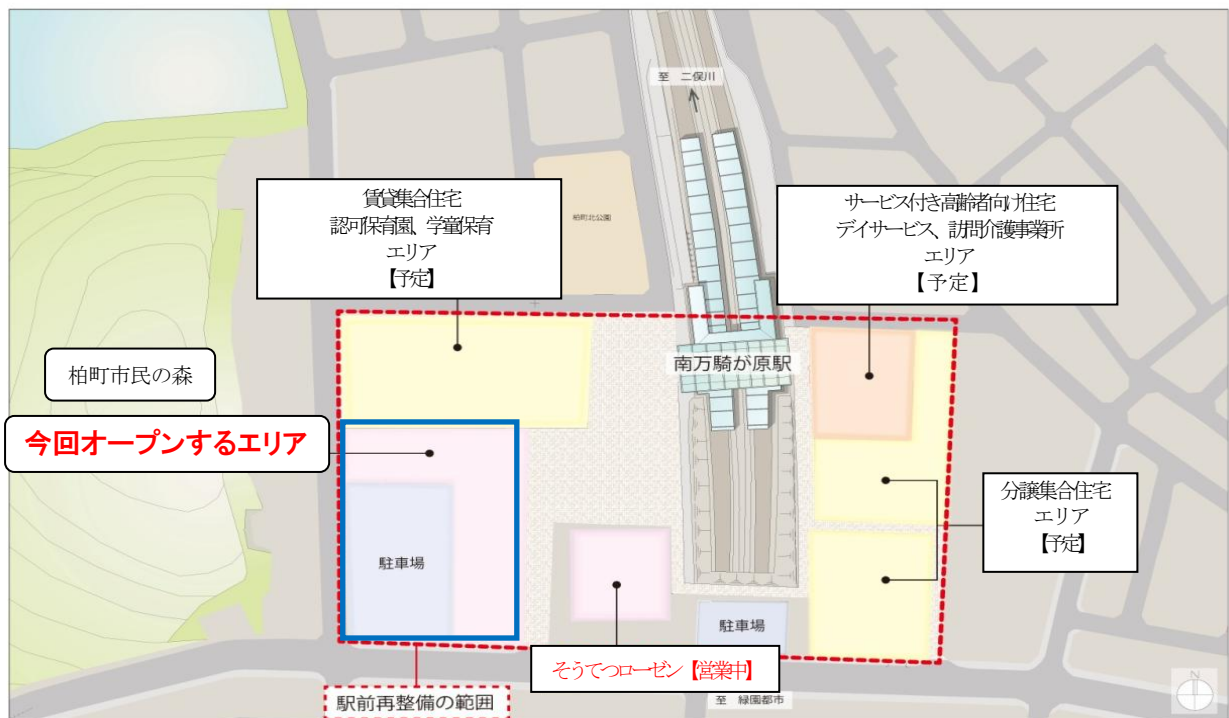 至 二俣川
賃貸集合住宅
認可保育園、学童保育
エリア
【予定】
柏町北公園
サービス付き高齢者向け住宅
デイサービス、訪問介護事業所
エリア
【予定】
柏町市民の森
南万騎が原駅
今回オープンするエリア
分譲集合住宅
エリア
【予定】
駐車場
駐車場
そうてつローゼン【営業中】
駅前再整備の範囲
至 緑園都市
N